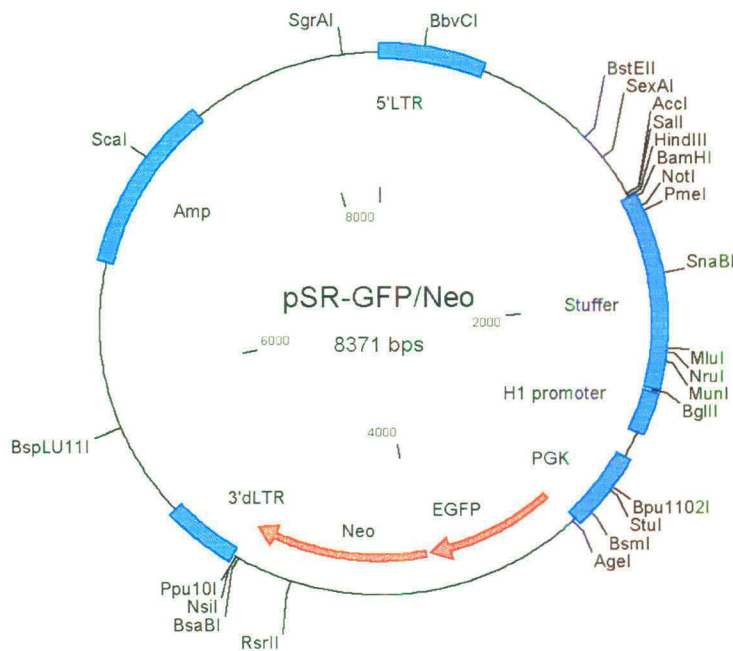 SgrAI
BbvCI
BstEII
SexAI
AccI
SalI
HindIII
BamHI
NotI
PmeI
5'LTR
ScaI
Amp
8000
I
pSR-GFP/Neo
8371 bps
2000
Stuffer
SnaBI
6000
MluI
NruI
MunI
BglII
H1 promoter
4000
BspLU11I
PGK
3'dLTR
EGFP
Neo
Bpu1102I
StuI
BsmI
AgeI
Ppu10I
NsiI
BsaBI
RsrII